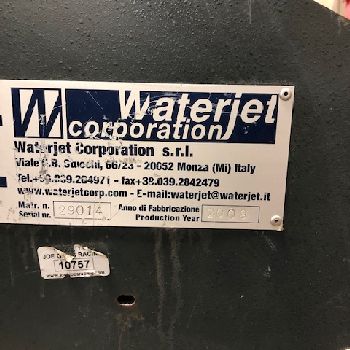 W Waterjet
corporation
Waterjet Corporation s.r.l.
Viale G.B. 66/23 - 20052 Monza (Mi) Italy
Tel.+39.039.284971 - fax+39.039.2842479
www.waterjetcorp.com - E-mail:waterjet@waterjet.it
Matr. n. Anno di Fabbricazione
Serial nr. 29014 Production Year 2009
10757